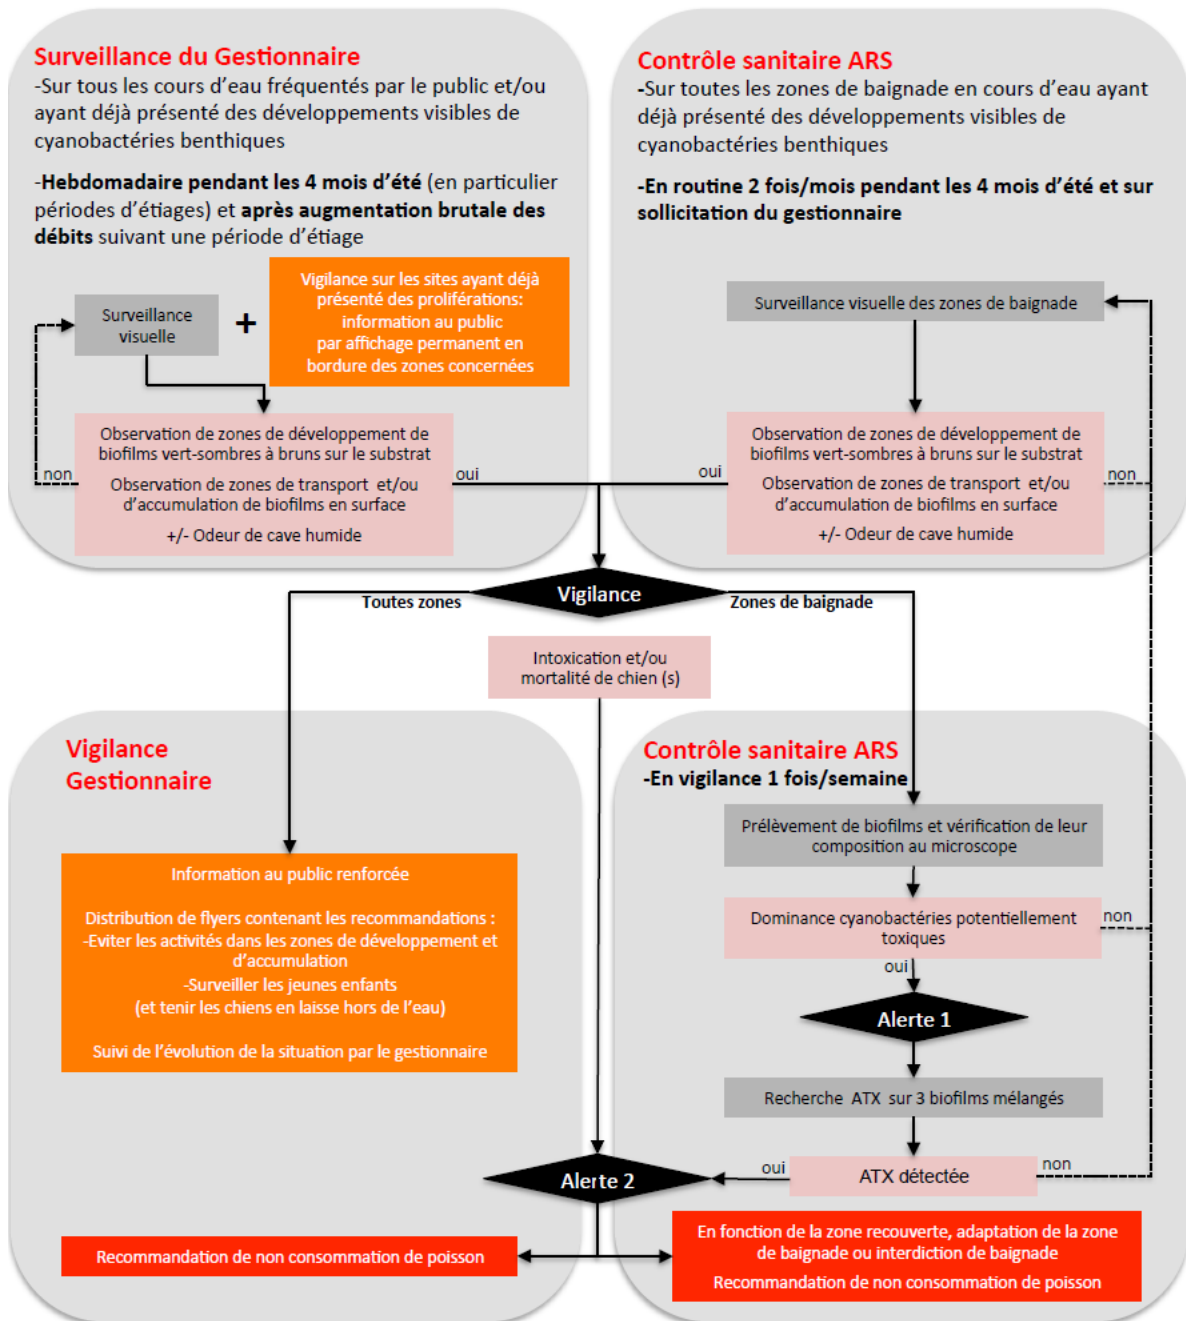 Surveillance du Gestionnaire
-Sur tous les cours d'eau fréquentés par le public et/ou
ayant déjà présenté des développements visibles de
cyanobactéries benthiques
-Hebdomadaire pendant les 4 mois d'été (en particulier
périodes d'étiages) et après augmentation brutale des
débits suivant une période d'étiage
Surveillance
visuelle
+
Vigilance sur les sites ayant déjà
présenté des proliférations:
information au public
par affichage permanent en
bordure des zones concernées
non
Observation de zones de développement de
biofilms vert-sombres à bruns sur le substrat
Observation de zones de transport et/ou
d'accumulation de biofilms en surface
+/- Odeur de cave humide
oui
Contrôle sanitaire ARS
-Sur toutes les zones de baignade en cours d'eau ayant
déjà présenté des développements visibles de
cyanobactéries benthiques
-En routine 2 fois/mois pendant les 4 mois d'été et sur
sollicitation du gestionnaire
Surveillance visuelle des zones de baignade
oui
Observation de zones de développement de
biofilms vert-sombres à bruns sur le substrat
Observation de zones de transport et/ou
d'accumulation de biofilms en surface
+/- Odeur de cave humide
non
Toutes zones
Vigilance
Zones de baignade
Intoxication et/ou
mortalité de chien (s)
Vigilance
Gestionnaire
Information au public renforcée
Distribution de flyers contenant les recommandations :
-Eviter les activités dans les zones de développement et
d'accumulation
-Surveiller les jeunes enfants
(et tenir les chiens en laisse hors de l'eau)
Suivi de l'évolution de la situation par le gestionnaire
Contrôle sanitaire ARS
-En vigilance 1 fois/semaine
Prélèvement de biofilms et vérification de leur
composition au microscope
Dominance cyanobactéries potentiellement
toxiques
non
oui
Alerte 1
Recherche ATX sur 3 biofilms mélangés
Alerte 2
oui
ATX détectée
non
Recommandation de non consommation de poisson
En fonction de la zone recouverte, adaptation de la zone
de baignade ou interdiction de baignade
Recommandation de non consommation de poisson